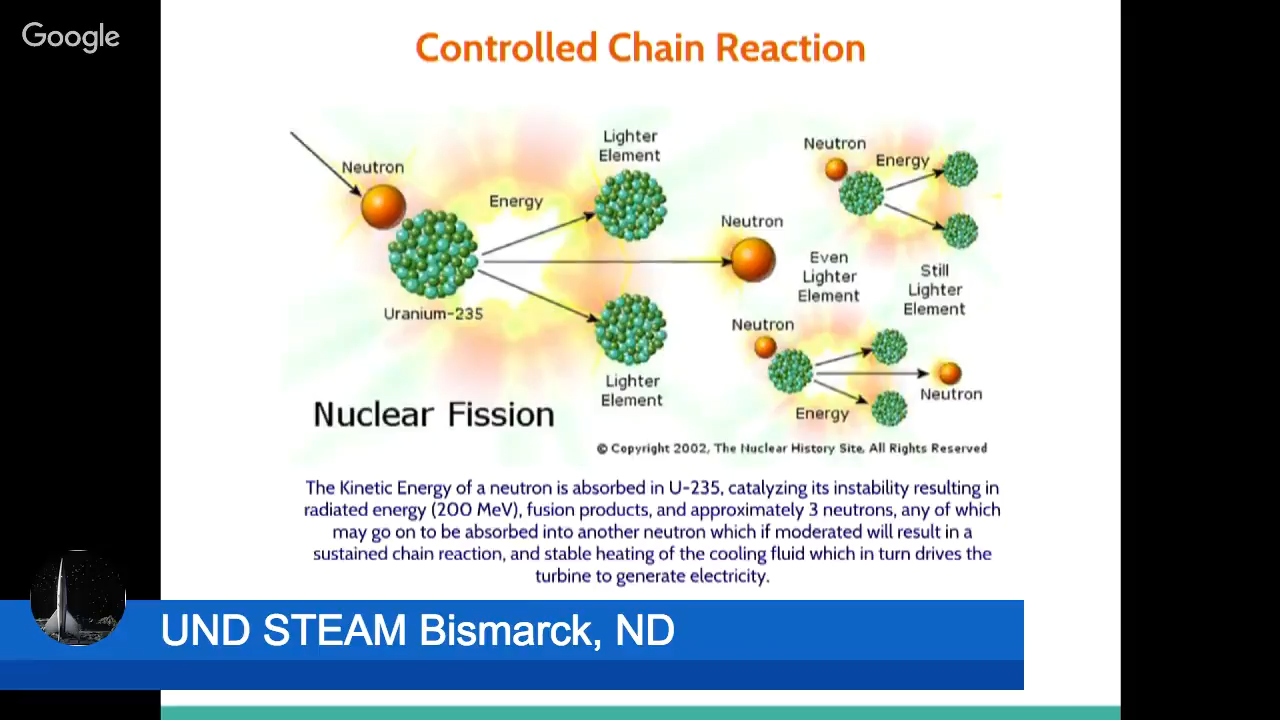 Google
Controlled Chain Reaction
Neutron
Uranium-235
Energy
Lighter
Element
Lighter
Element
Neutron
Neutron
Energy
Even
Lighter
Element
Still
Lighter
Element
Neutron
Energy
Neutron
Nuclear Fission
© Copyright 2002, The Nuclear History Site, All Rights Reserved
The Kinetic Energy of a neutron is absorbed in U-235, catalyzing its instability resulting in
radiated energy (200 MeV), fusion products, and approximately 3 neutrons, any of which
may go on to be absorbed into another neutron which if moderated will result in a
sustained chain reaction, and stable heating of the cooling fluid which in turn drives the
turbine to generate electricity.
UND STEAM Bismarck, ND